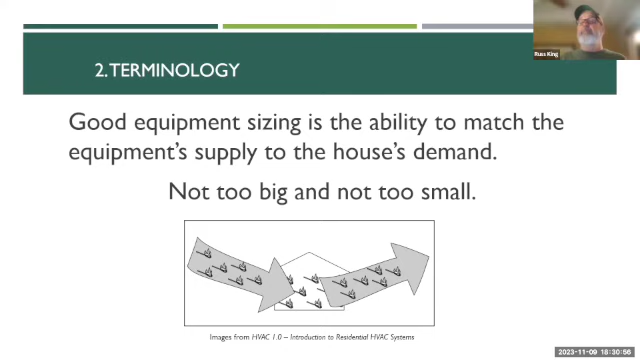 Russ King
2. TERMINOLOGY
Good equipment sizing is the ability to match the
equipment's supply to the house's demand.
Not too big and not too small.
Images from HVAC 1.0 – Introduction to Residential HVAC Systems
2023-11-09 18:30:56